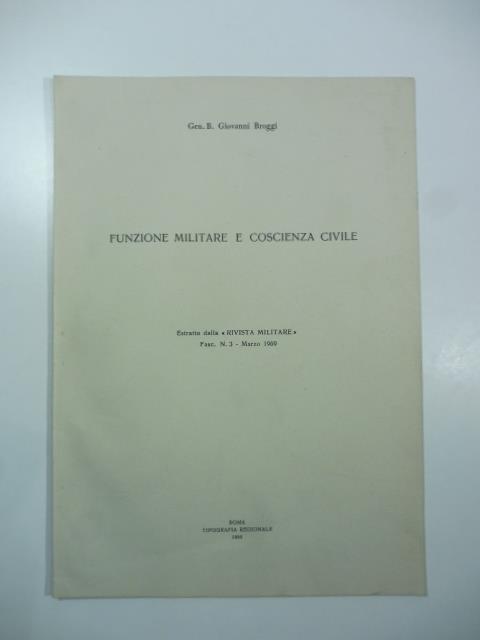 Gen. B. Giovanni Broggi
FUNZIONE MILITARE E COSCIENZA CIVILE
Estratto dalla « RIVISTA MILITARE »
Fasc. N. 3 - Marzo 1969
ROMA
TIPOGRAFIA REGIONALE
1969